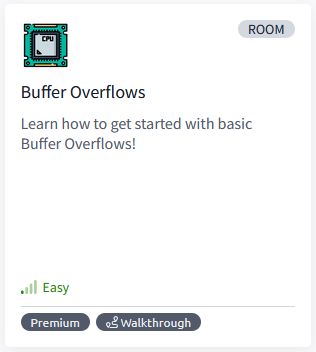 CPU
ROOM
Buffer Overflows
Learn how to get started with basic
Buffer Overflows!
Easy
Premium
Walkthrough